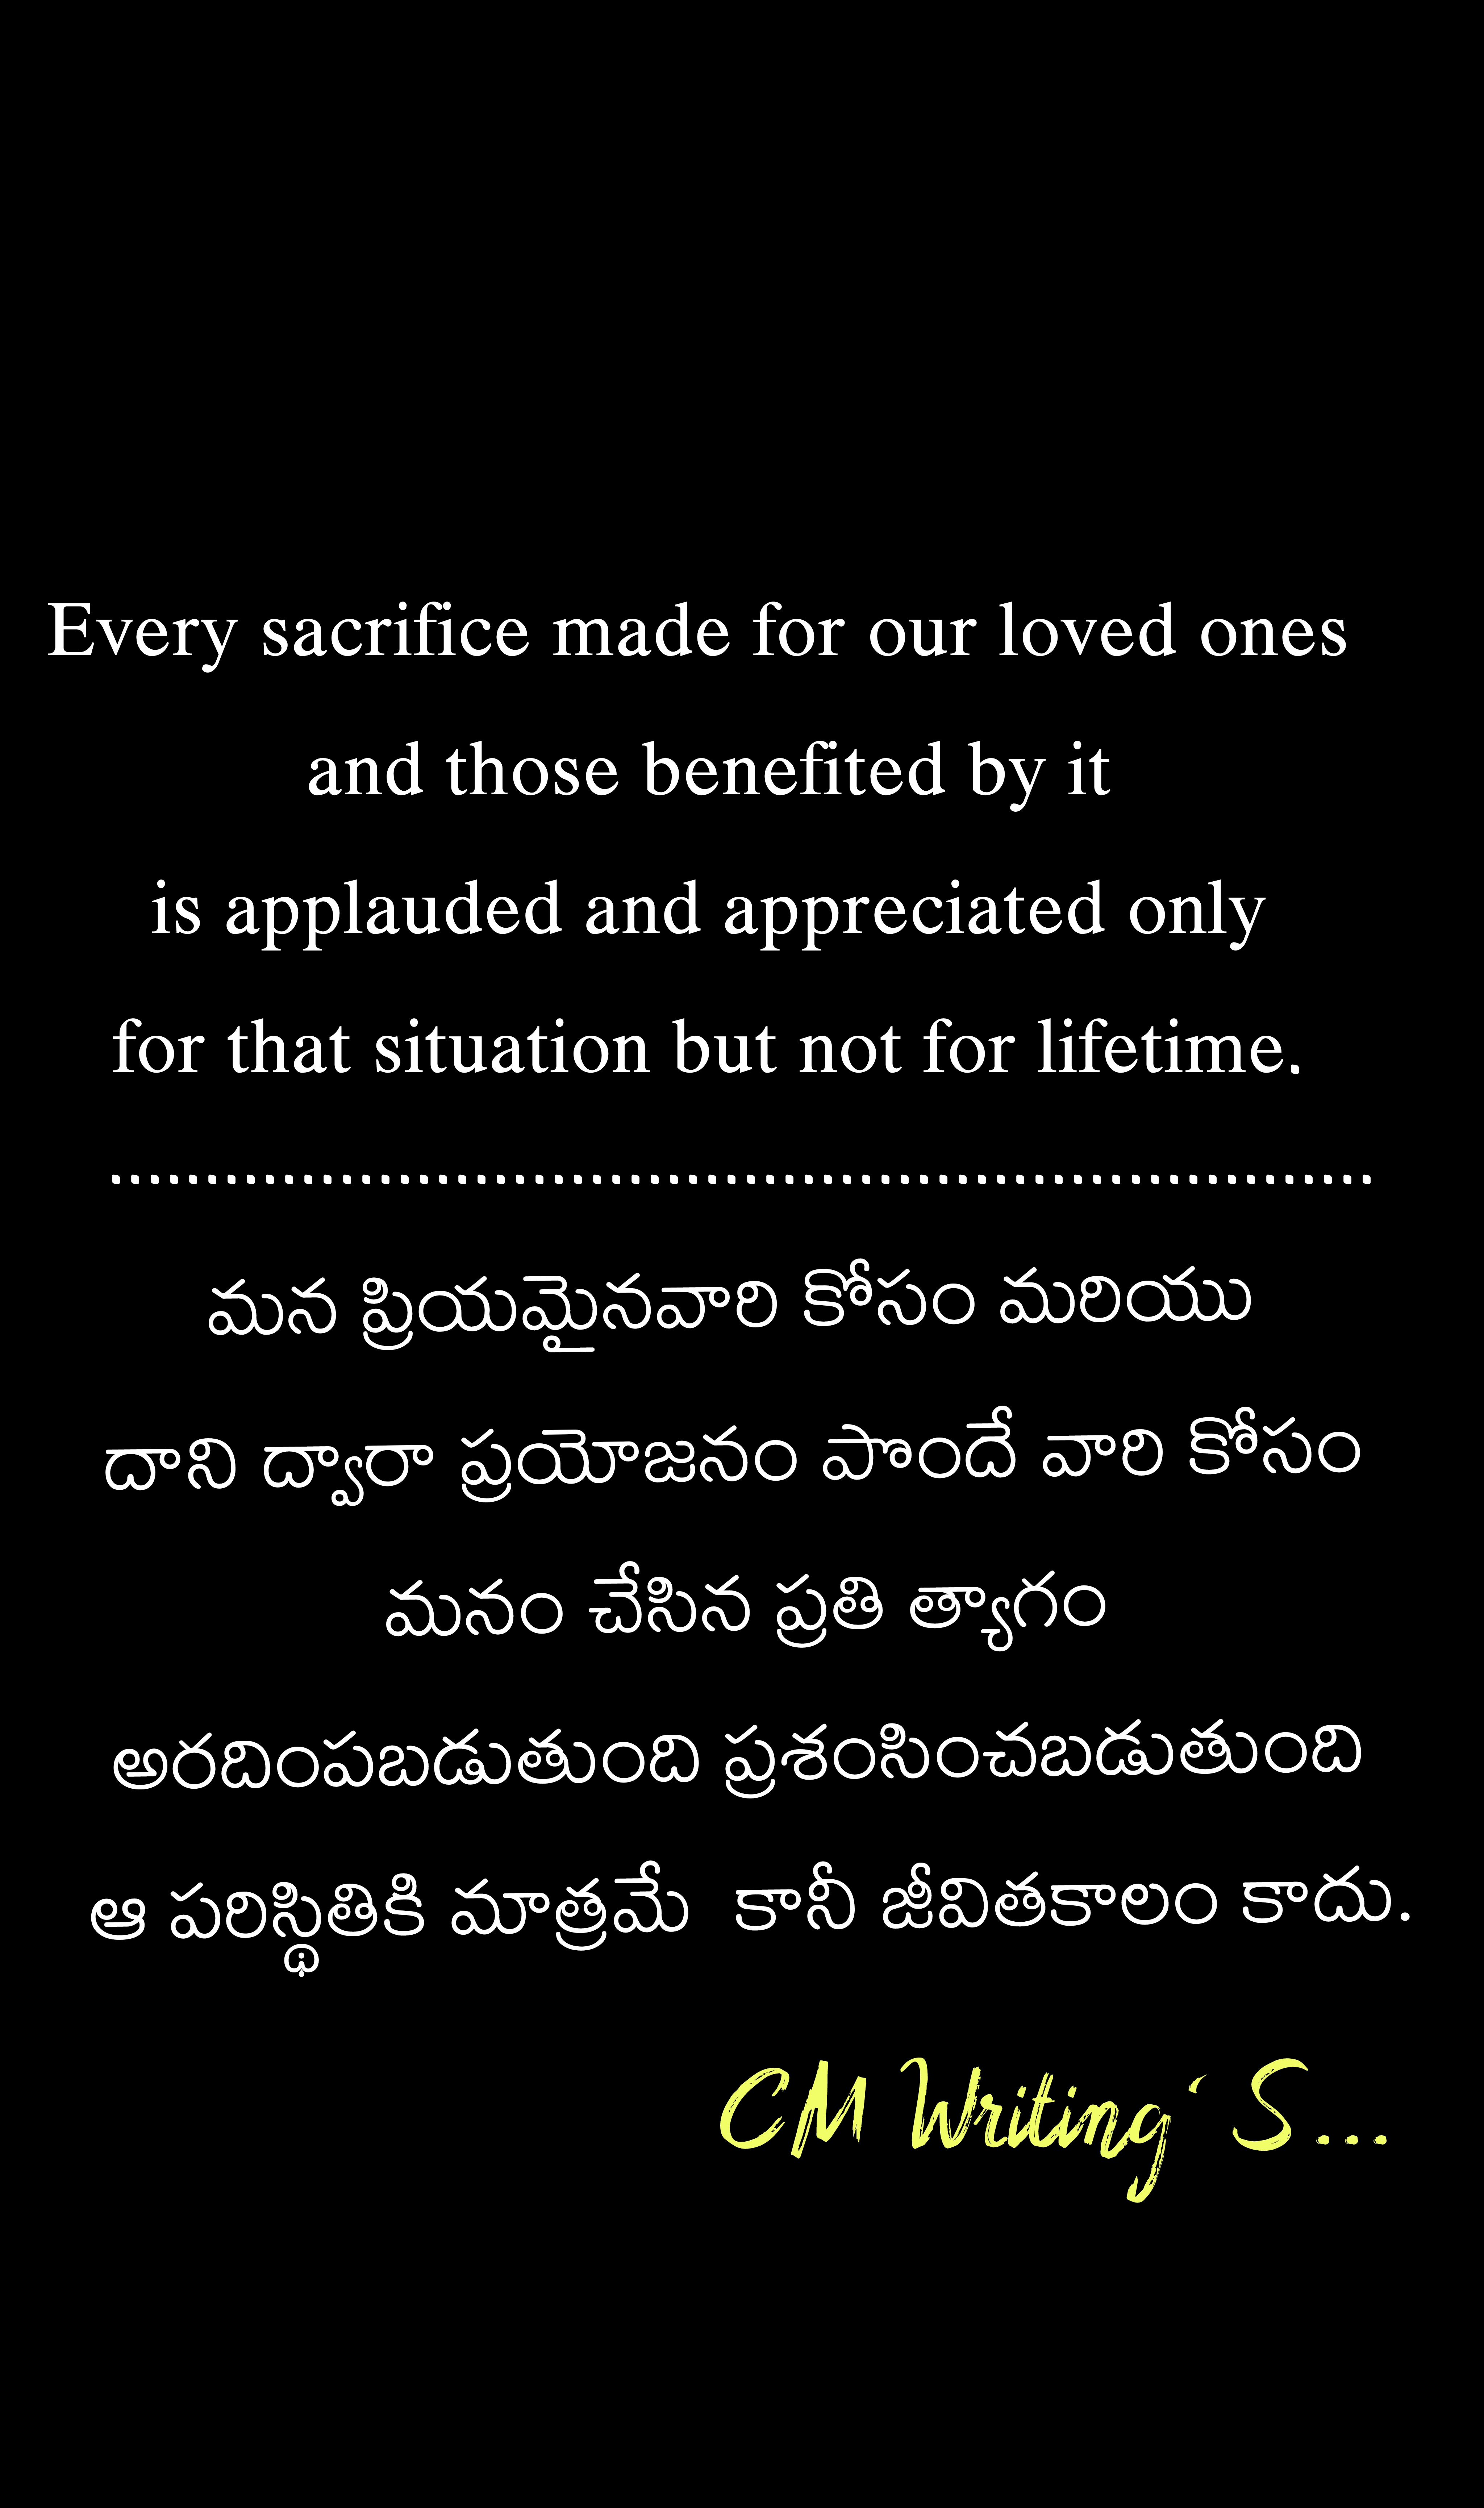 Every sacrifice made for our loved ones
and those benefited by it
is applauded and appreciated only
for that situation but not for lifetime.
..................................................................
మన ప్రియమైనవారి కోసం మరియు
దాని ద్వారా ప్రయోజనం పొందే వారి కోసం
మనం చేసిన ప్రతి త్యాగం
అరదింపబడుతుంది ప్రశంసించబడుతుంది
ఆ పరిస్థితికి మాత్రమే కానీ జీవితకాలం కాదు.
CM Writing‘ S...